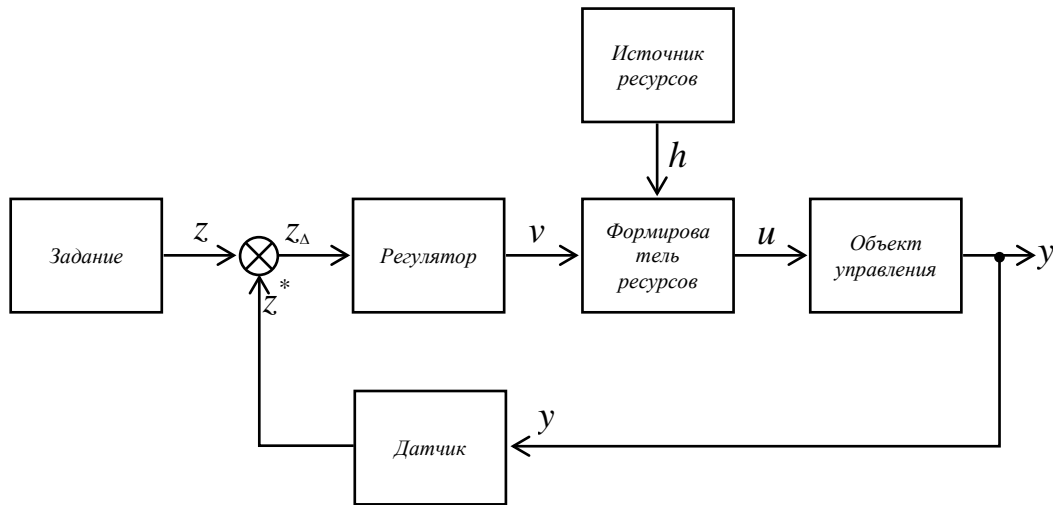 Источник
ресурсов
h
Задание
z
z_Δ
Регулятор
v
Формирова
тель
ресурсов
u
Объект
управления
y
z*
Датчик
y